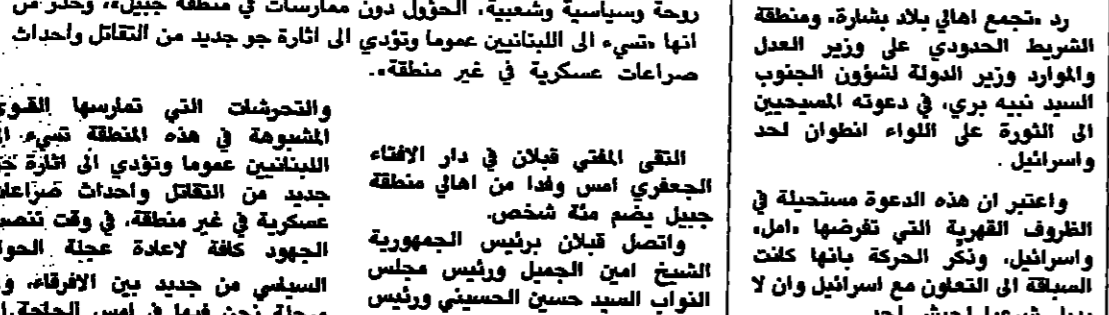 رد «تجمع اهالي بلاد بشارة» ومنطقة
الشريط الحدودي على وزير العدل
والموارد وزير الدولة لشؤون الجنوب
السيد نبيه بري، في دعوته المسيحيين
الى الثورة على اللواء انطوان لحد
واسرائيل .
واعتبر ان هذه الدعوة مستحيلة في
الظروف القهرية التي تفرضها «امل»
واسرائيل، وذكّر الحركة بانها كانت
السباقة الى التعاون مع اسرائيل وان لا
روحة وسياسية وشعبية، الحؤول دون ممارسات في منطقة جبيل»، وحذر من
انها «تسيء الى اللبنانيين عموما وتؤدي الى اثارة جو جديد من التقاتل واحداث
صراعات عسكرية في غير منطقة».
التقى المفتي قبلان في دار الافتاء
الجعفري امس وفدا من اهالي منطقة
جبيل يضم مئة شخص.
واتصل قبلان برئيس الجمهورية
الشيخ امين الجميل ورئيس مجلس
النواب السيد حسين الحسيني ورئيس
والتحرشات التي تمارسها القوى
المشبوهة في هذه المنطقة تسيء
اللبنانيين عموما وتؤدي الى اثارة
جديد من التقاتل واحداث صراعات
عسكرية في غير منطقة، في وقت
الجهود كافة لاعادة عجلة
السياسي من جديد بين الافرقاء،
مرحلة نحن فيها في امس الحاجة